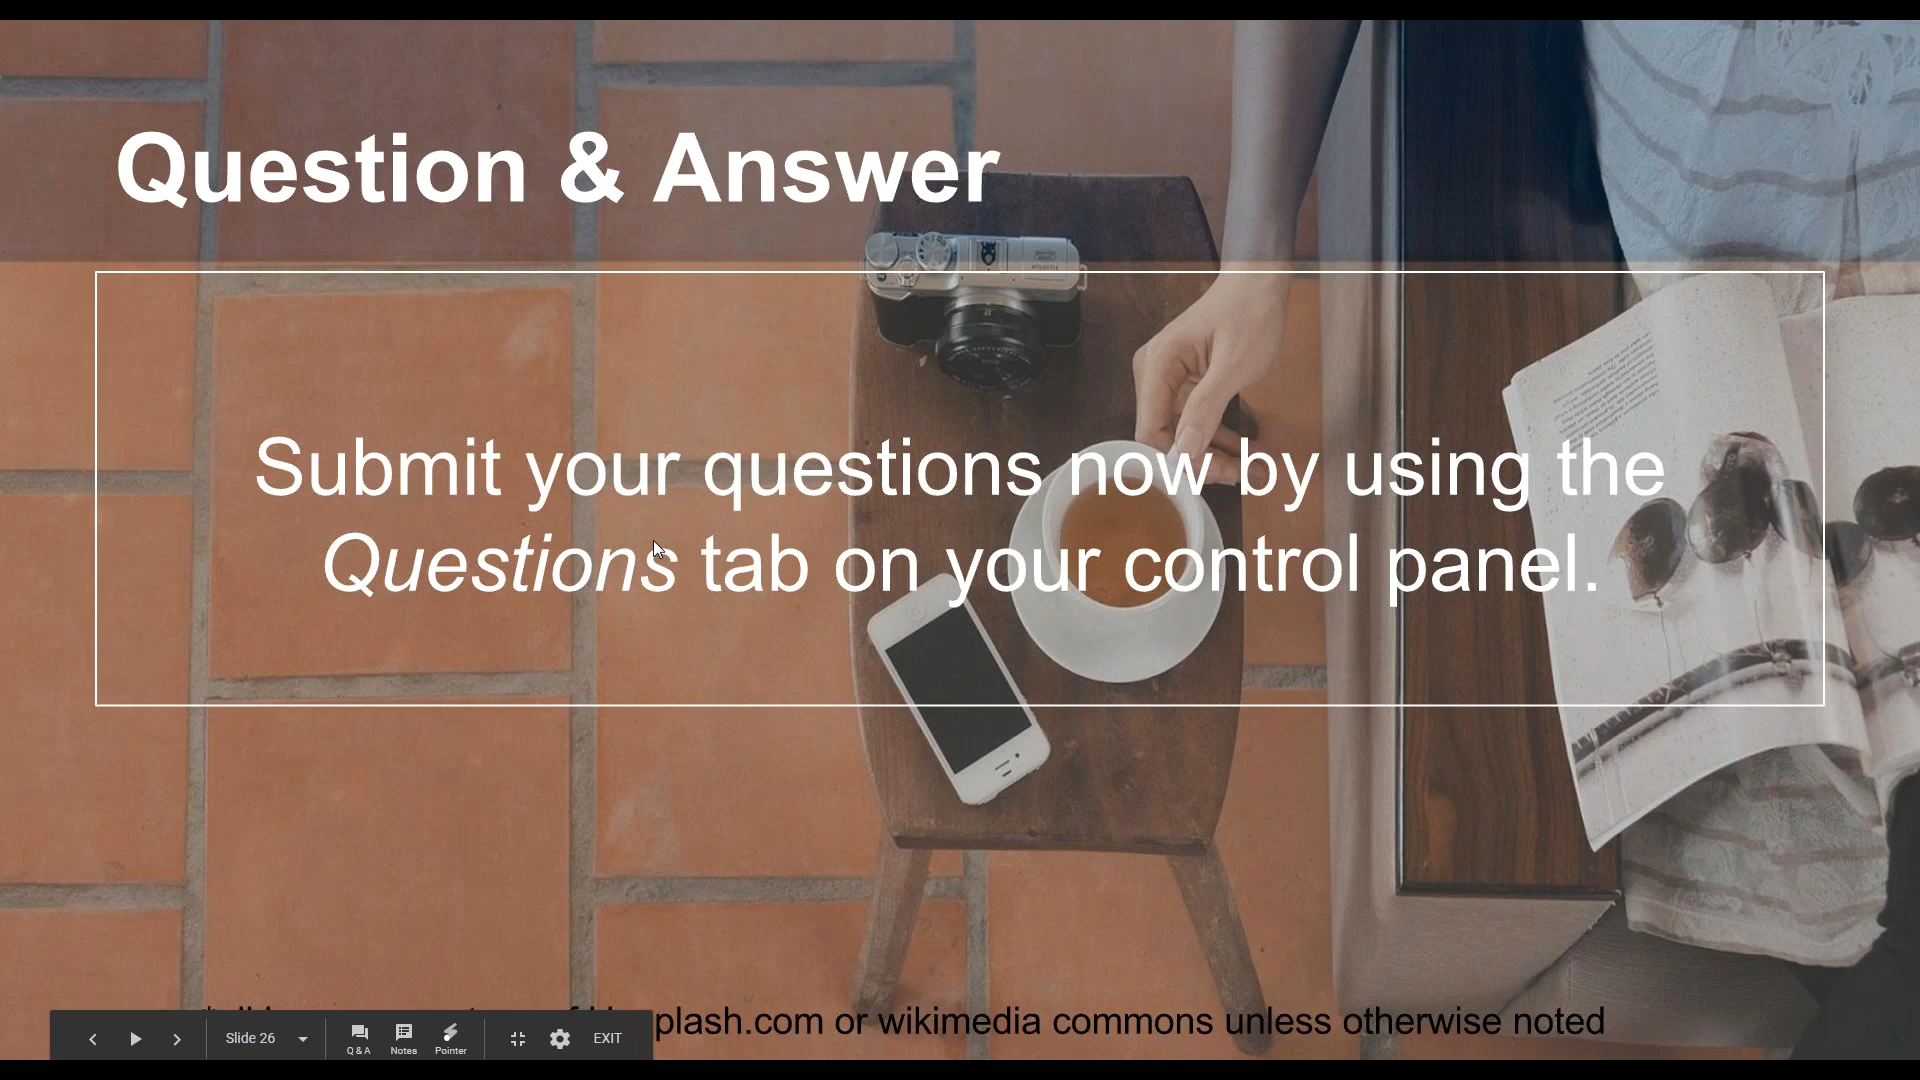 Question & Answer
Submit your questions now by using the
Questions tab on your control panel.
plash.com or wikimedia commons unless otherwise noted
Slide 26
Q & A
Notes
Pointer
EXIT